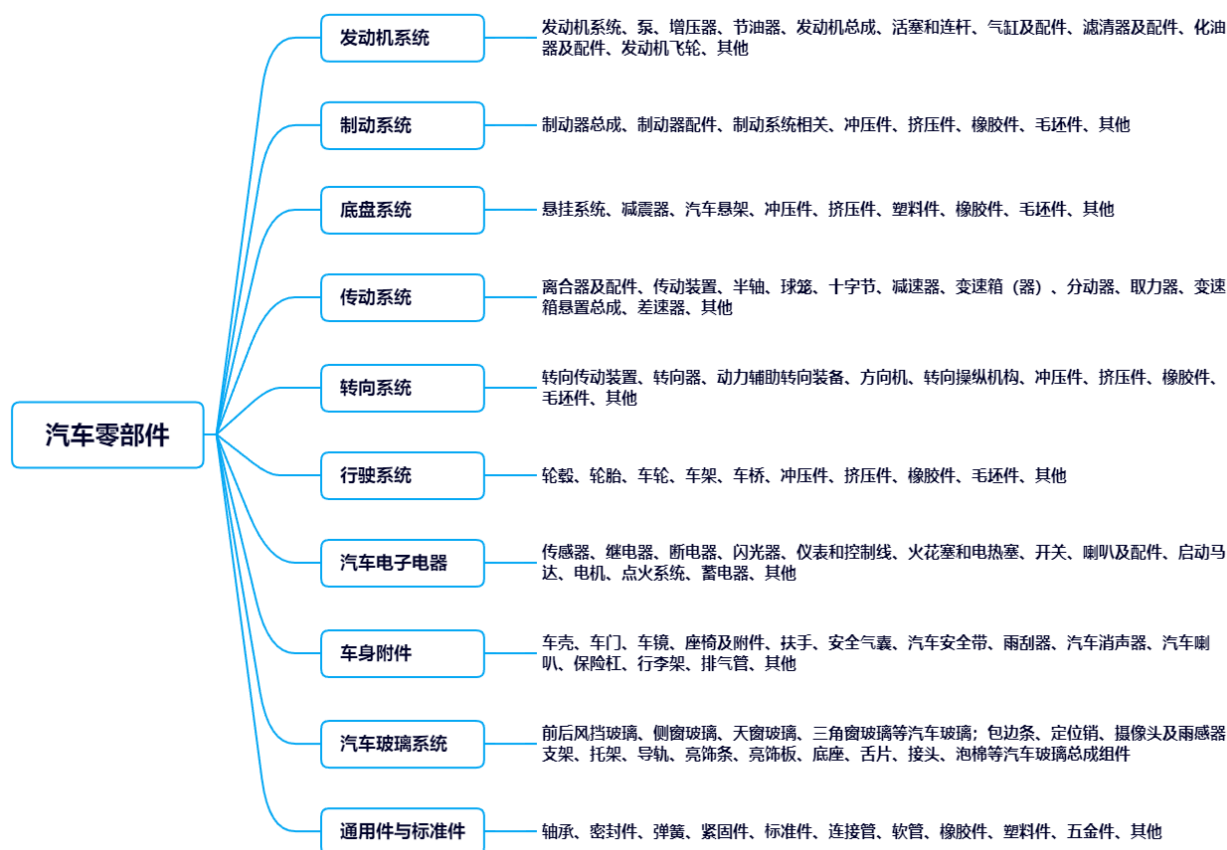 发动机系统
发动机系统、泵、增压器、节油器、发动机总成、活塞和连杆、气缸及配件、滤清器及配件、化油
器及配件、发动机飞轮、其他
制动系统
制动器总成、制动器配件、制动系统相关、冲压件、挤压件、橡胶件、毛坯件、其他
底盘系统
悬挂系统、减震器、汽车悬架、冲压件、挤压件、塑料件、橡胶件、毛坯件、其他
传动系统
离合器及配件、传动装置、半轴、球笼、十字节、减速器、变速箱（器）、分动器、取力器、变速
箱悬置总成、差速器、其他
转向系统
转向传动装置、转向器、动力辅助转向装备、方向机、转向操纵机构、冲压件、挤压件、橡胶件、
毛坯件、其他
汽车零部件
行驶系统
轮毂、轮胎、车轮、车架、车桥、冲压件、挤压件、橡胶件、毛坯件、其他
汽车电子电器
传感器、继电器、断电器、闪光器、仪表和控制线、火花塞和电热塞、开关、喇叭及配件、启动马
达、电机、点火系统、蓄电器、其他
车身附件
车壳、车门、车镜、座椅及附件、扶手、安全气囊、汽车安全带、雨刮器、汽车消声器、汽车喇
叭、保险杠、行李架、排气管、其他
汽车玻璃系统
前后风挡玻璃、侧窗玻璃、天窗玻璃、三角窗玻璃等汽车玻璃；包边条、定位销、摄像头及雨感器
支架、托架、导轨、亮饰条、亮饰板、底座、舌片、接头、泡棉等汽车玻璃总成组件
通用件与标准件
轴承、密封件、弹簧、紧固件、标准件、连接管、软管、橡胶件、塑料件、五金件、其他